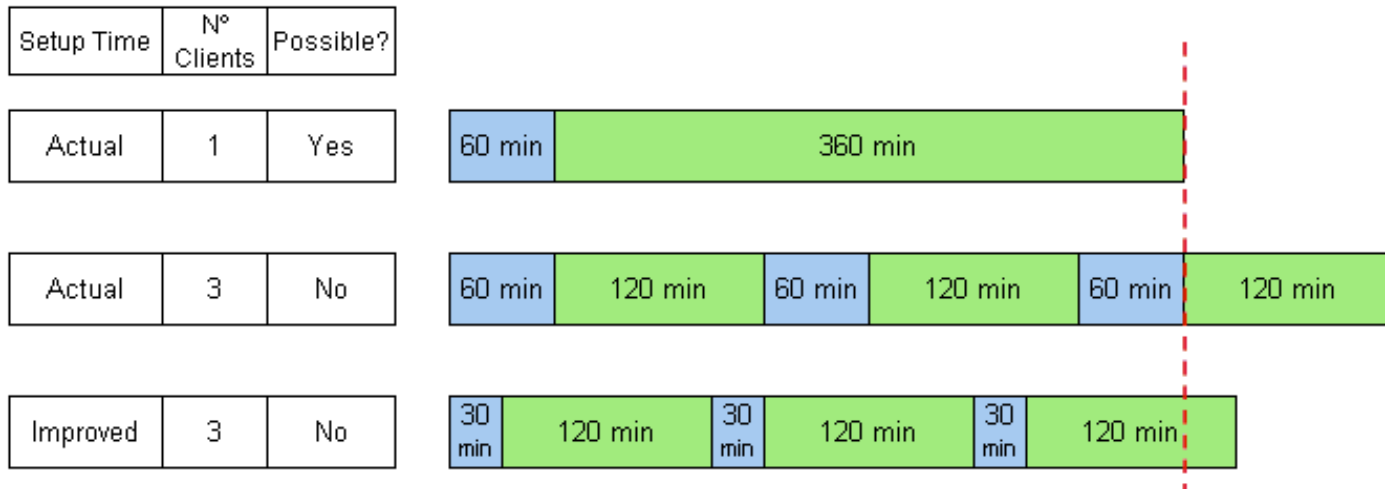 Setup Time
N°
Clients
Possible?
Actual
1
Yes
60 min
360 min
Actual
3
No
60 min
120 min
60 min
120 min
60 min
120 min
Improved
3
No
30
min
120 min
30
min
120 min
30
min
120 min